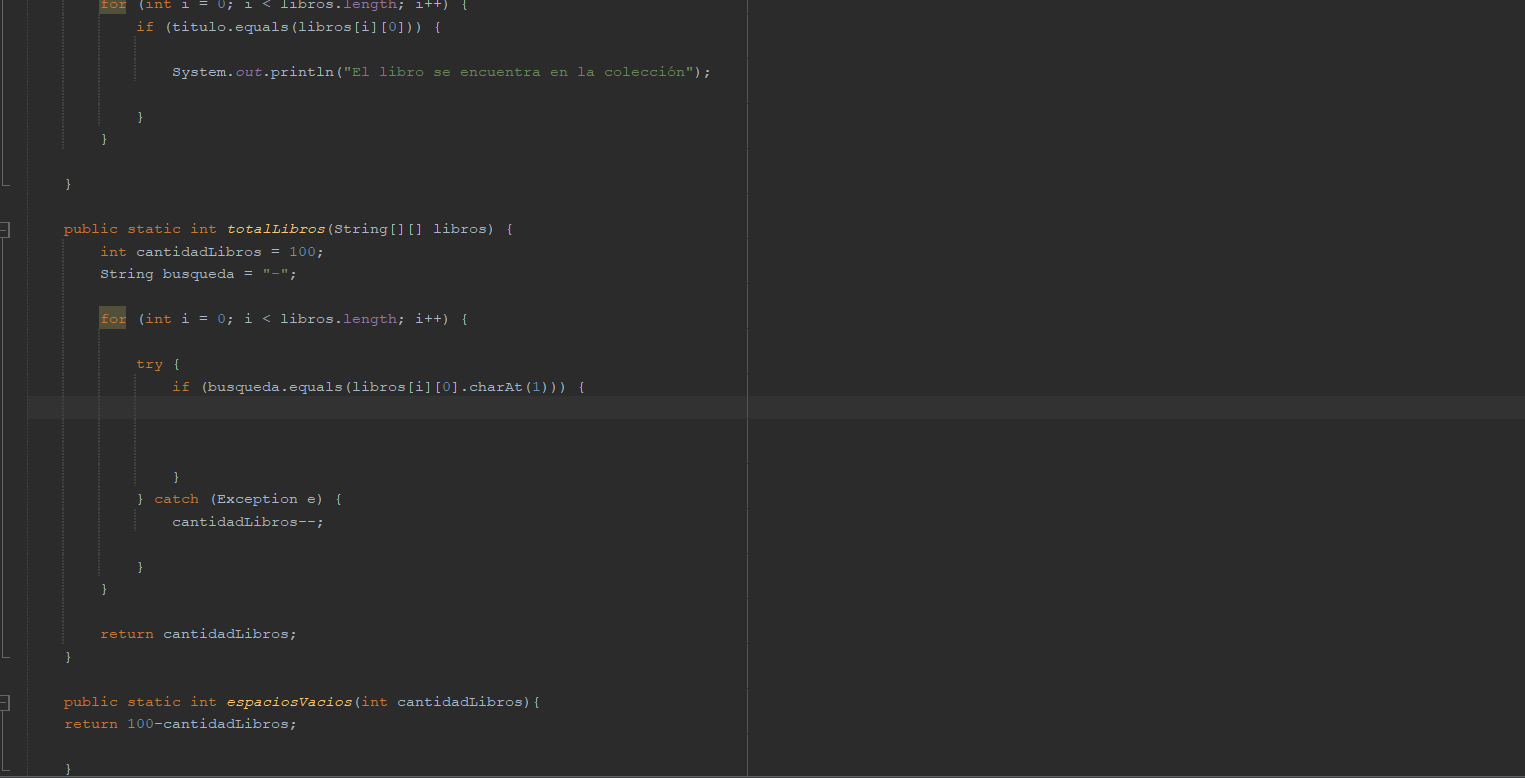 for (int i = 0; i < libros.length; i++) {
if (titulo.equals(libros[i][0])) {
System.out.println("El libro se encuentra en la colección");
}
}
}
public static int totalLibros(String[][] libros) {
int cantidadLibros = 100;
String busqueda = "-";
for (int i = 0; i < libros.length; i++) {
try {
if (busqueda.equals(libros[i][0].charAt(1))) {
}
} catch (Exception e) {
cantidadLibros--;
}
}
return cantidadLibros;
}
public static int espaciosVacios(int cantidadLibros){
return 100-cantidadLibros;
}